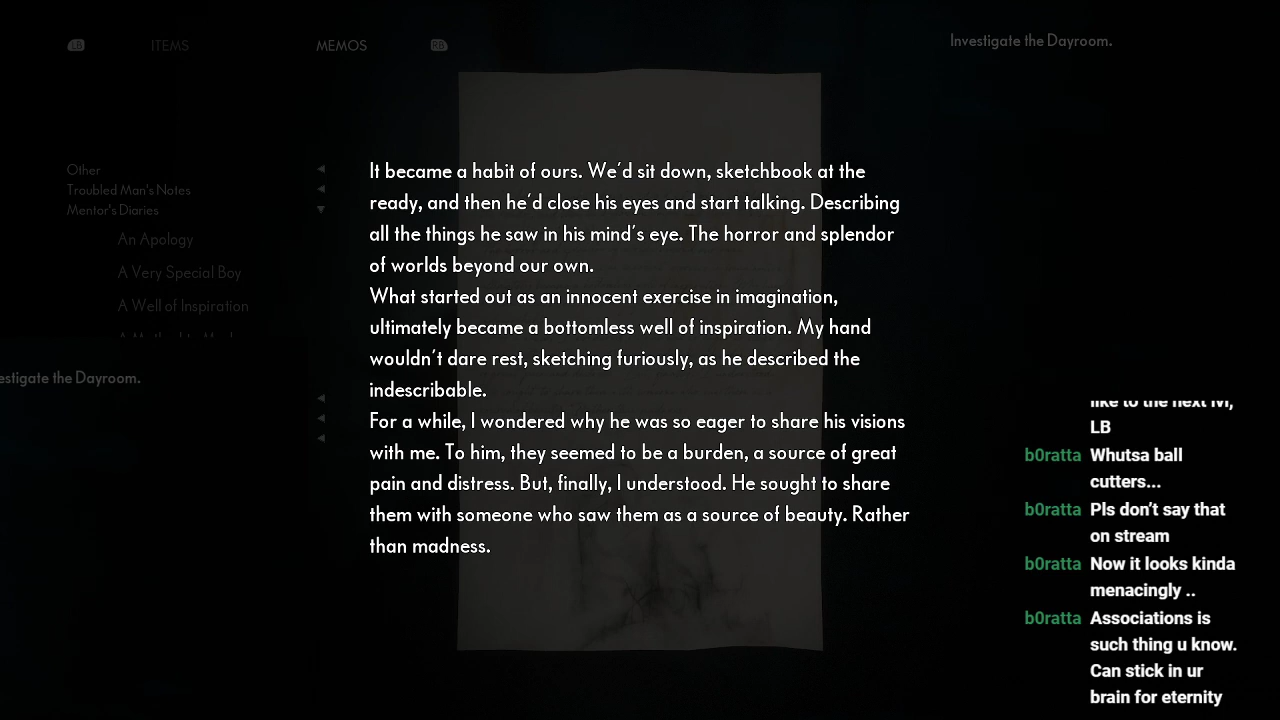 LB
ITEMS
MEMOS
RB
Investigate the Dayroom.
Other
Troubled Man's Notes
Mentor's Diaries
An Apology
A Very Special Boy
A Well of Inspiration
estigate the Dayroom.
It became a habit of ours. We'd sit down, sketchbook at the
ready, and then he'd close his eyes and start talking. Describing
all the things he saw in his mind's eye. The horror and splendor
of worlds beyond our own.
What started out as an innocent exercise in imagination,
ultimately became a bottomless well of inspiration. My hand
wouldn't dare rest, sketching furiously, as he described the
indescribable.
For a while, I wondered why he was so eager to share his visions
with me. To him, they seemed to be a burden, a source of great
pain and distress. But, finally, I understood. He sought to share
them with someone who saw them as a source of beauty. Rather
than madness.
like to the next lvl,
LB
b0ratta Whutsa ball
cutters...
b0ratta Pls don't say that
on stream
b0ratta Now it looks kinda
menacingly ..
b0ratta Associations is
such thing u know.
Can stick in ur
brain for eternity